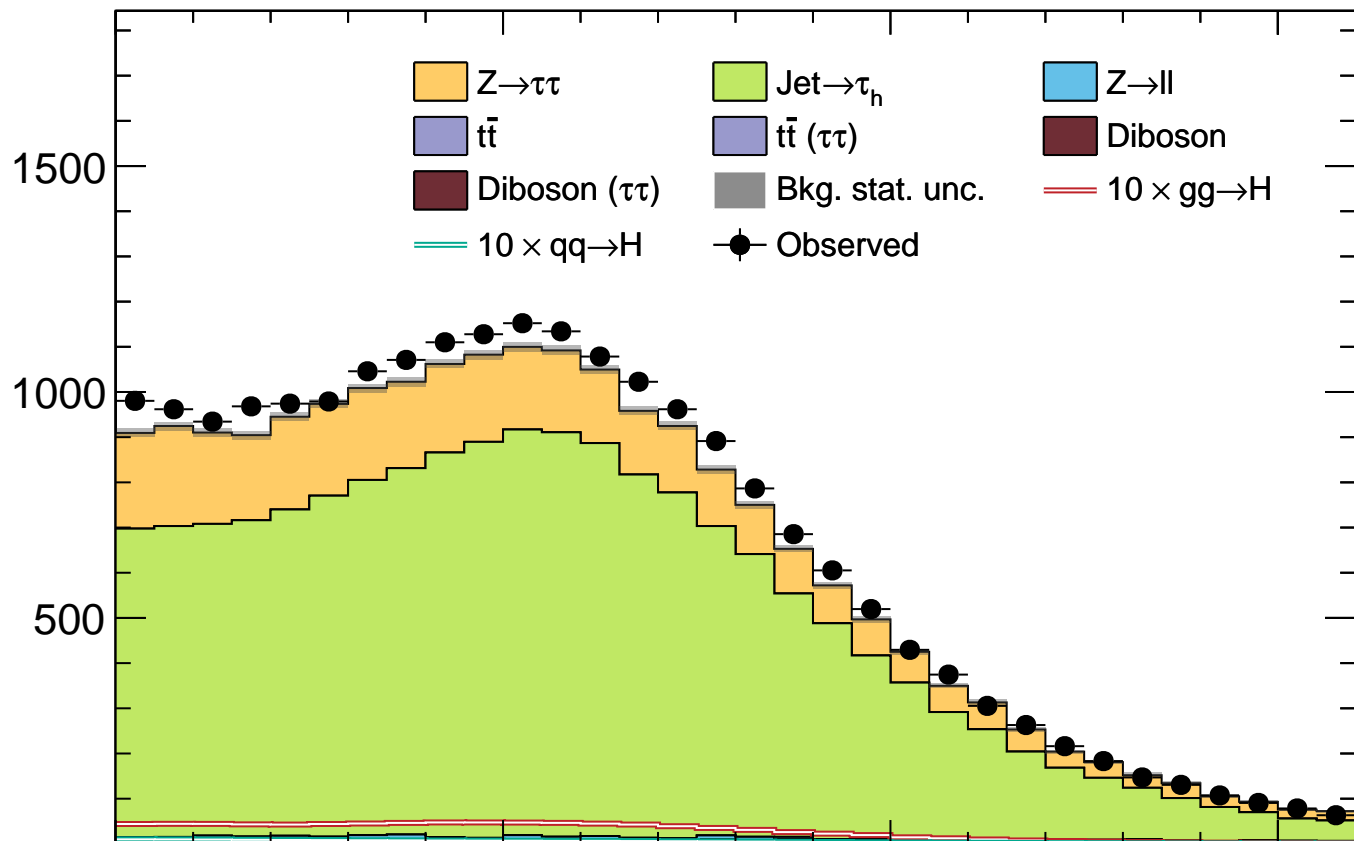 Z→ττ Jet→τh Z→ll
tt̄ tt̄ (ττ) Diboson
1500
Diboson (ττ) Bkg. stat. unc. 10 × gg→H
10 × qq→H Observed
1000
500